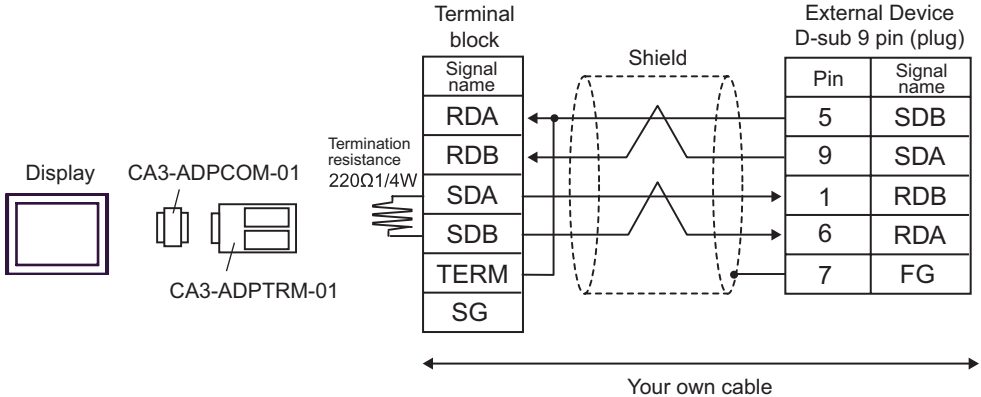 Terminal
block
External Device
D-sub 9 pin (plug)
Shield
Signal
name
Pin
Signal
name
RDA
5
SDB
RDB
9
SDA
Termination
resistance
220Ω1/4W
SDA
1
RDB
SDB
6
RDA
TERM
7
FG
SG
Display
CA3-ADPCOM-01
CA3-ADPTRM-01
Your own cable